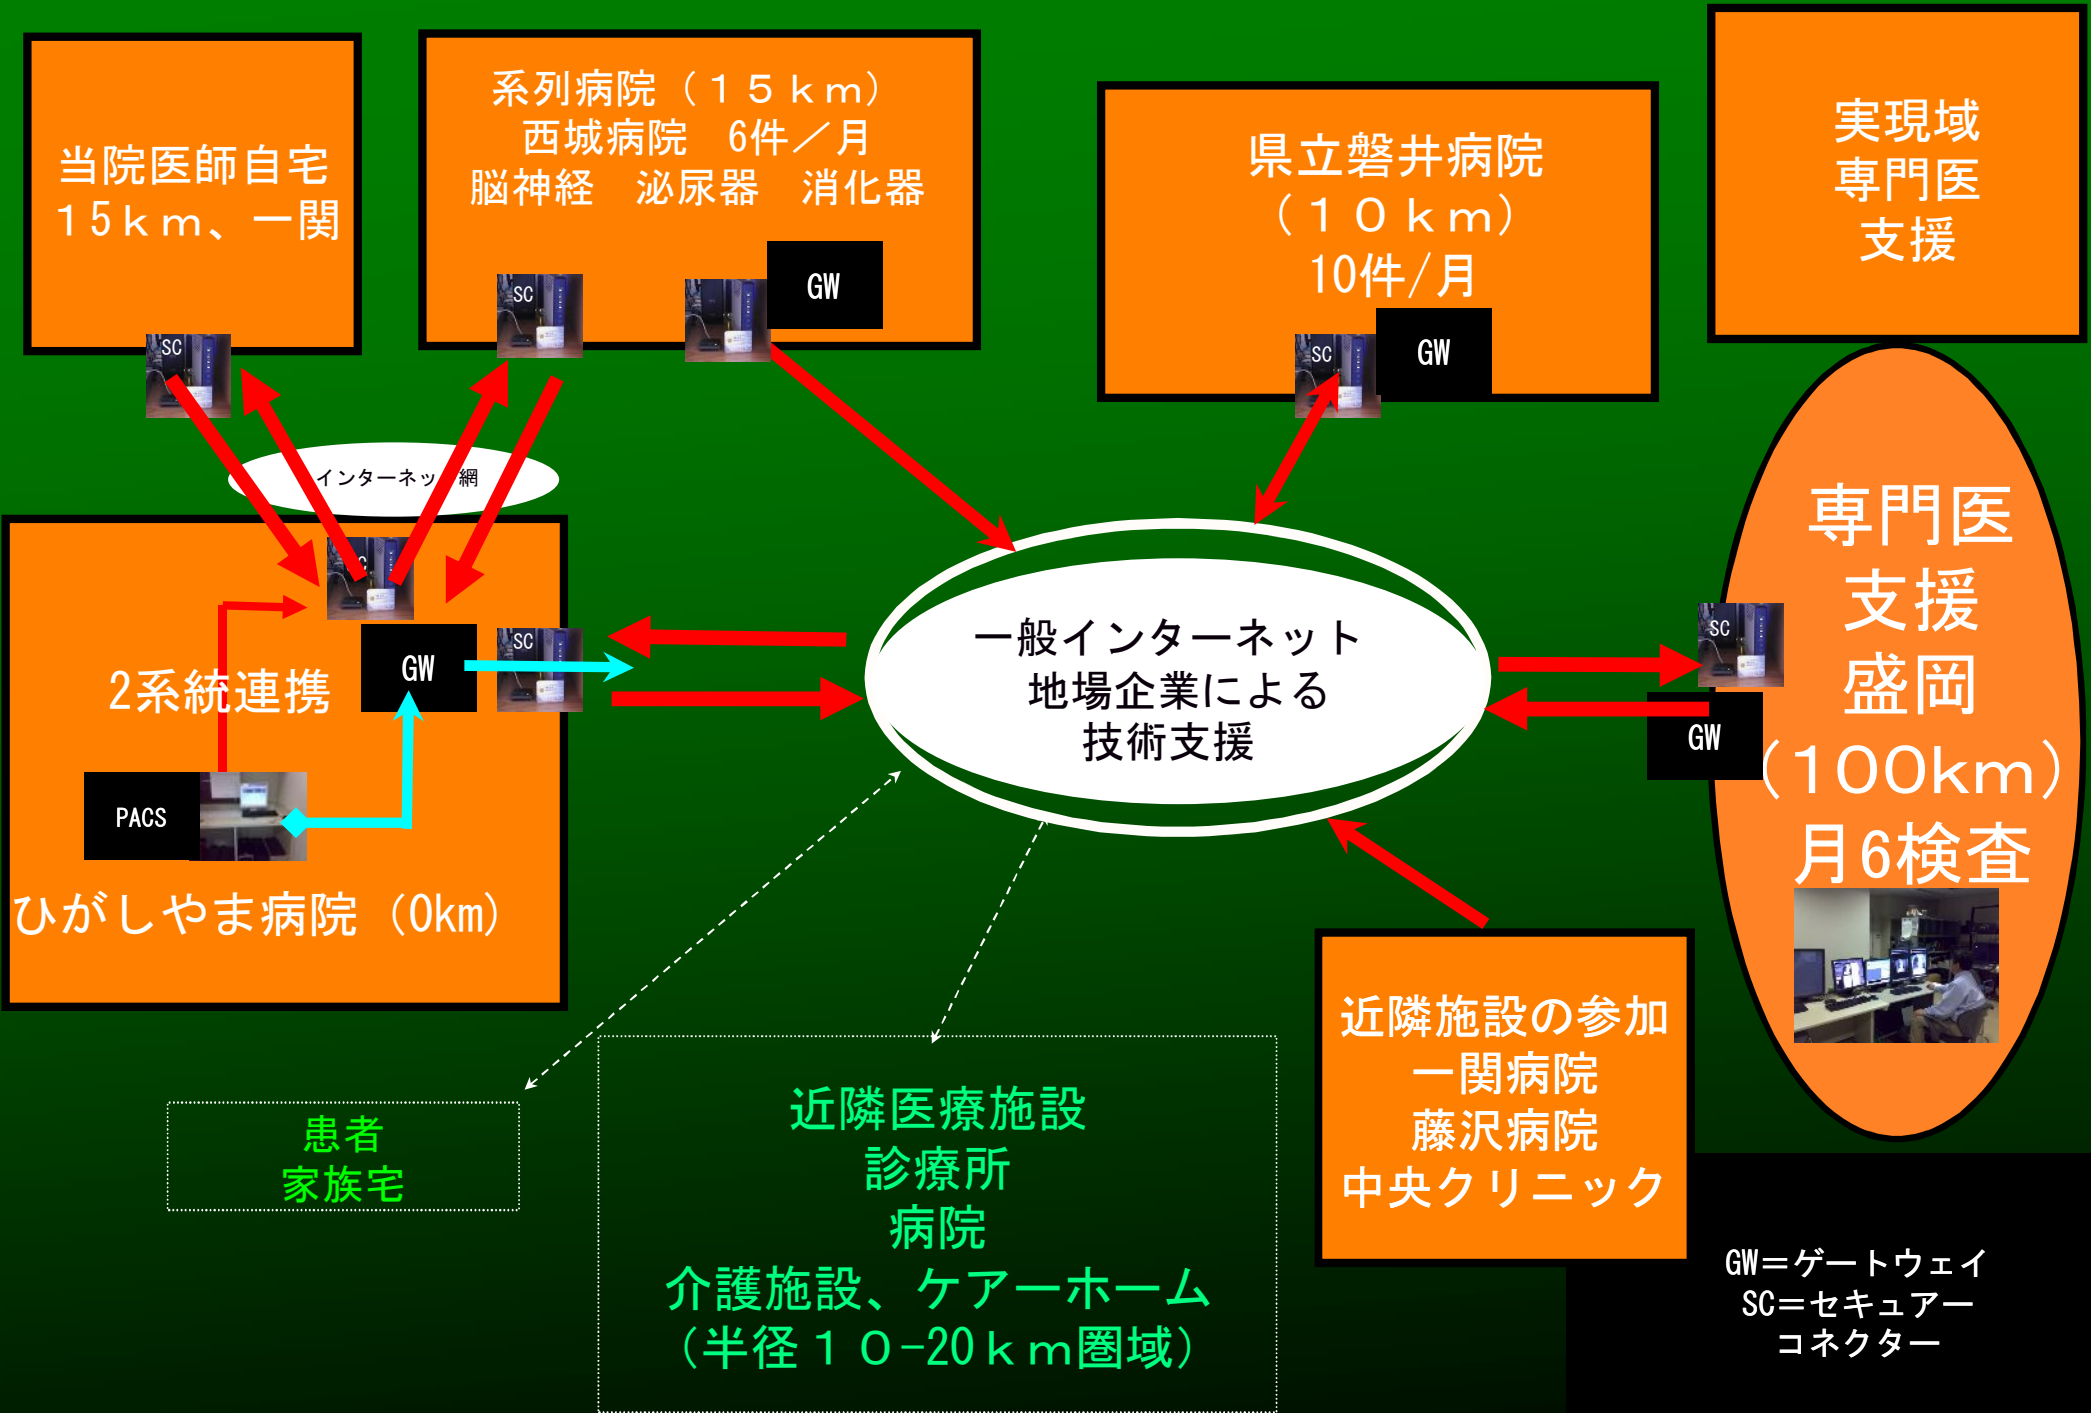 当院医師自宅
１5ｋｍ、一関
SC
系列病院（１５ｋｍ）
西城病院　6件／月
脳神経　泌尿器　消化器
SC
GW
県立磐井病院
（１０ｋｍ）
10件/月
SC
GW
実現域
専門医
支援
インターネッ
網
2系統連携
GW
SC
PACS
ひがしやま病院（0km）
一般インターネット
地場企業による
技術支援
専門医
支援
盛岡
（100km）
月6検査
SC
GW
近隣施設の参加
一関病院
藤沢病院
中央クリニック
患者
家族宅
近隣医療施設
診療所
病院
介護施設、ケアーホーム
（半径１０−20ｋｍ圏域）
GW＝ゲートウェイ
SC＝セキュアー
コネクター